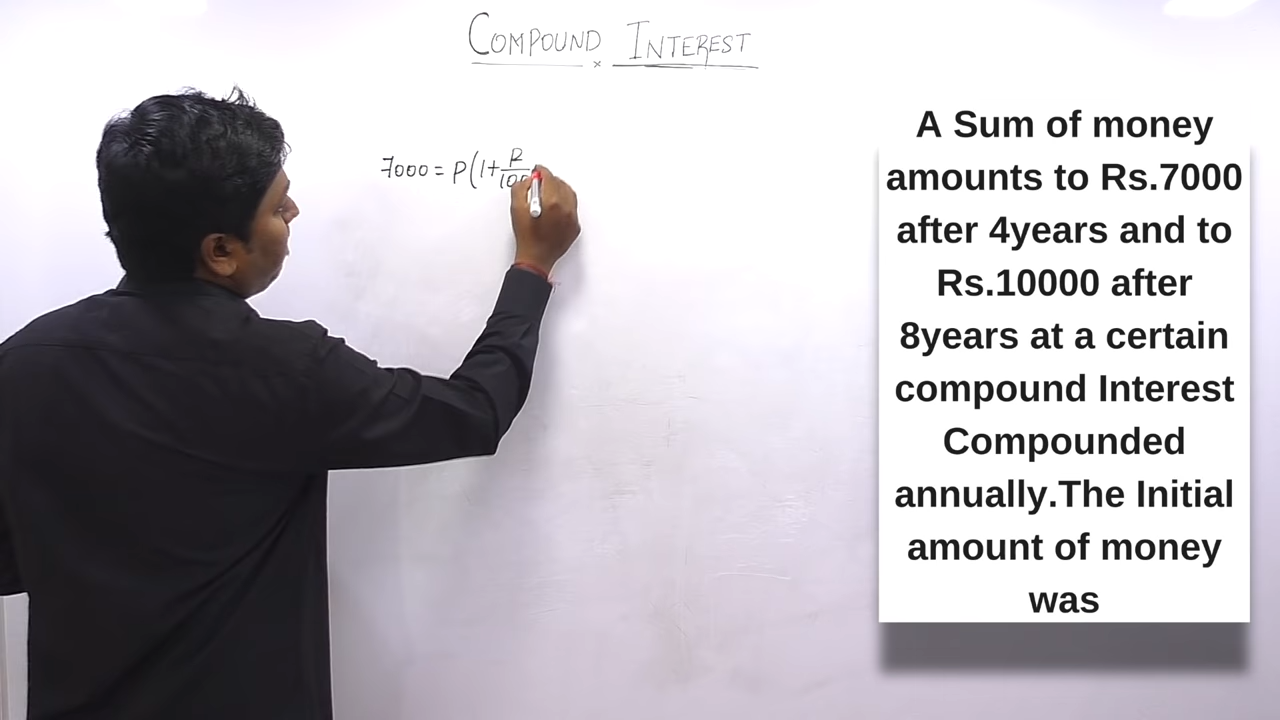 COMPOUND INTEREST
7000 = P(1+R/100
A Sum of money
amounts to Rs.7000
after 4years and to
Rs.10000 after
8years at a certain
compound Interest
Compounded
annually.The Initial
amount of money
was